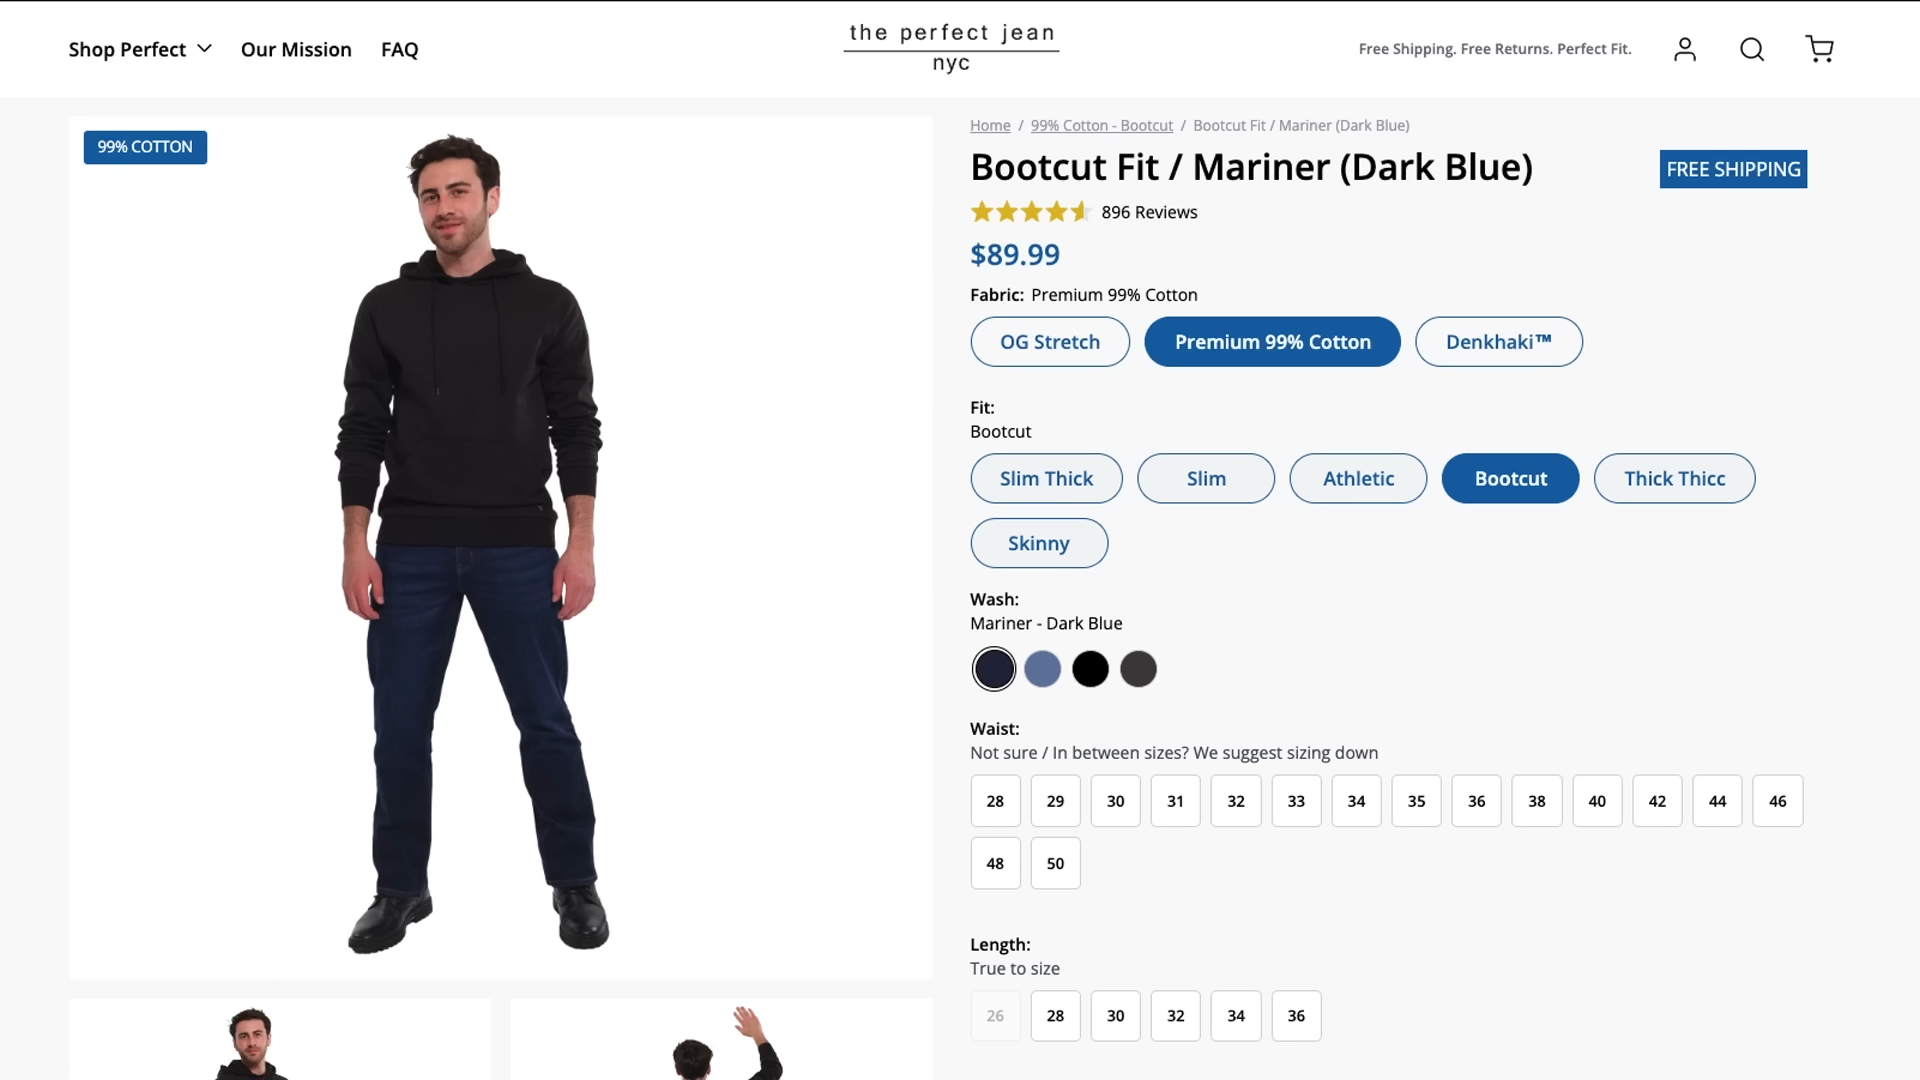 Shop Perfect
Our Mission
FAQ
the perfect jean
nyc
Free Shipping. Free Returns. Perfect Fit.
99% COTTON
Home / 99% Cotton - Bootcut / Bootcut Fit / Mariner (Dark Blue)
Bootcut Fit / Mariner (Dark Blue)
FREE SHIPPING
896 Reviews
$89.99
Fabric: Premium 99% Cotton
OG Stretch
Premium 99% Cotton
Denkhaki™
Fit:
Bootcut
Slim Thick
Slim
Athletic
Bootcut
Thick Thicc
Skinny
Wash:
Mariner - Dark Blue
Waist:
Not sure / In between sizes? We suggest sizing down
28 29 30 31 32 33 34 35 36 38 40 42 44 46
48 50
Length:
True to size
26 28 30 32 34 36